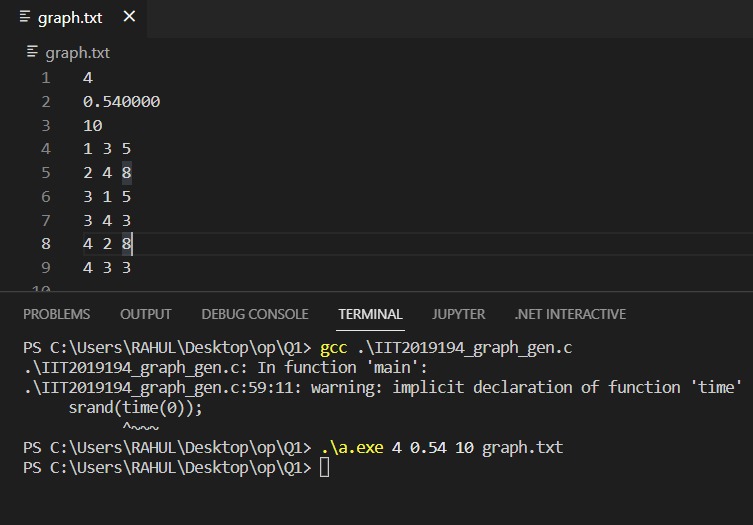 graph.txt ×
graph.txt
1 4
2 0.540000
3 10
4 1 3 5
5 2 4 8
6 3 1 5
7 3 4 3
8 4 2 8
9 4 3 3
10
PROBLEMS OUTPUT DEBUG CONSOLE TERMINAL JUPYTER .NET INTERACTIVE
PS C:\Users\RAHUL\Desktop\op\Q1> gcc .\IIT2019194_graph_gen.c
.\IIT2019194_graph_gen.c: In function 'main':
.\IIT2019194_graph_gen.c:59:11: warning: implicit declaration of function 'time'
srand(time(0));
^~~~
PS C:\Users\RAHUL\Desktop\op\Q1> .\a.exe 4 0.54 10 graph.txt
PS C:\Users\RAHUL\Desktop\op\Q1>